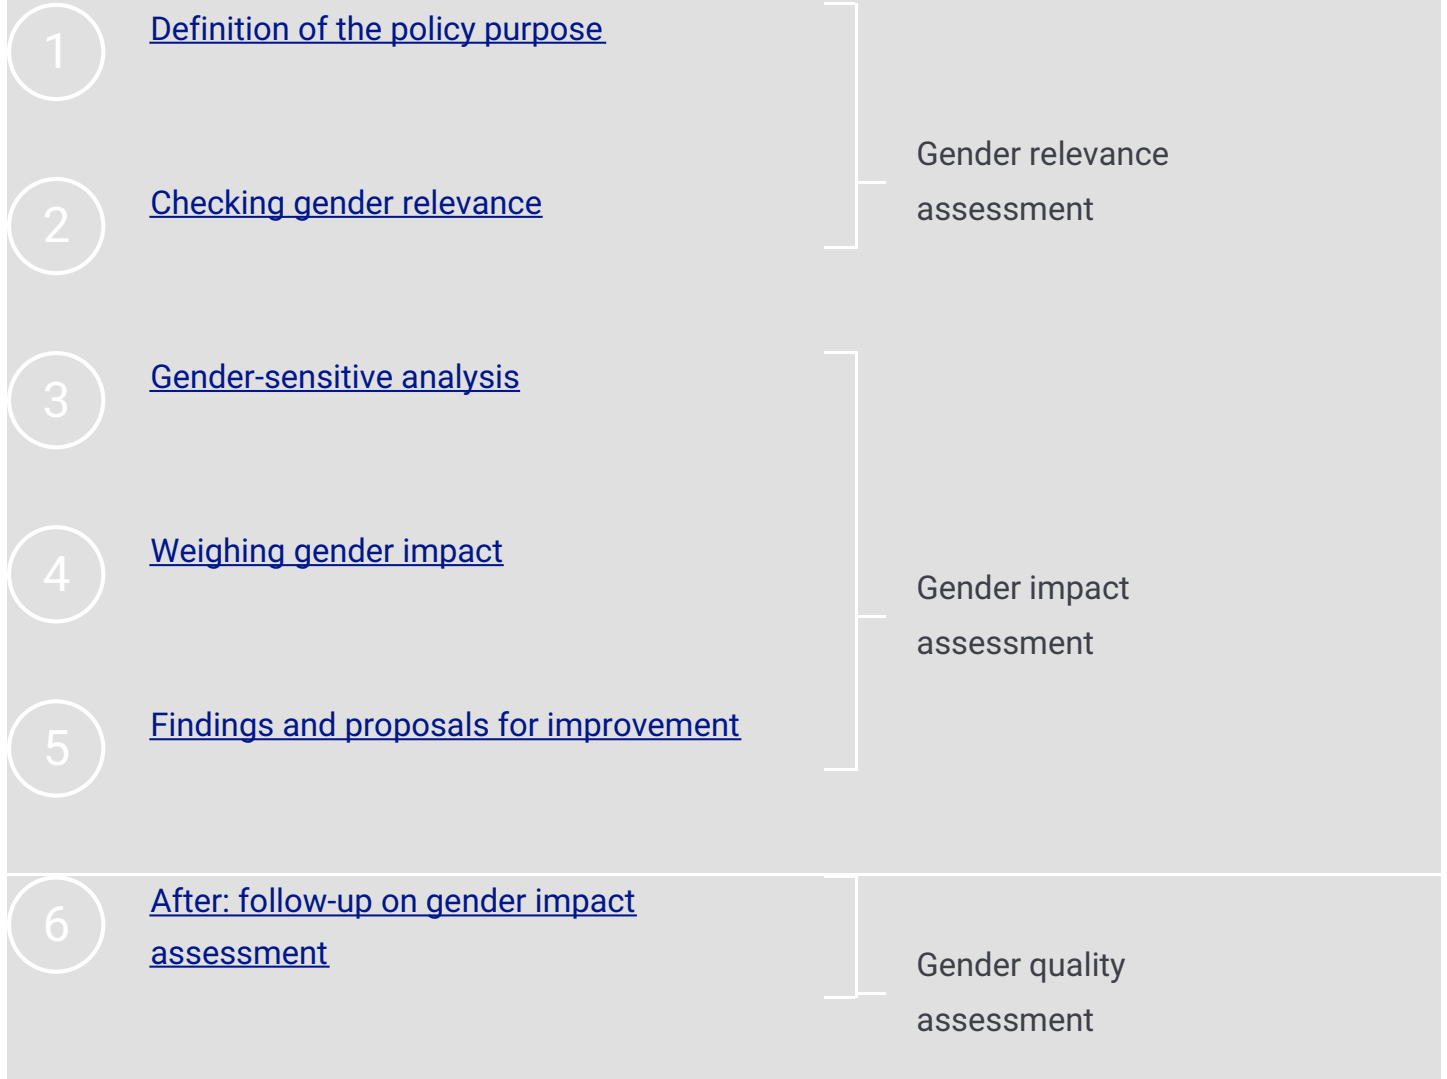 1
Definition of the policy purpose
2
Checking gender relevance
Gender relevance
assessment
3
Gender-sensitive analysis
4
Weighing gender impact
5
Findings and proposals for improvement
Gender impact
assessment
6
After: follow-up on gender impact
assessment
Gender quality
assessment